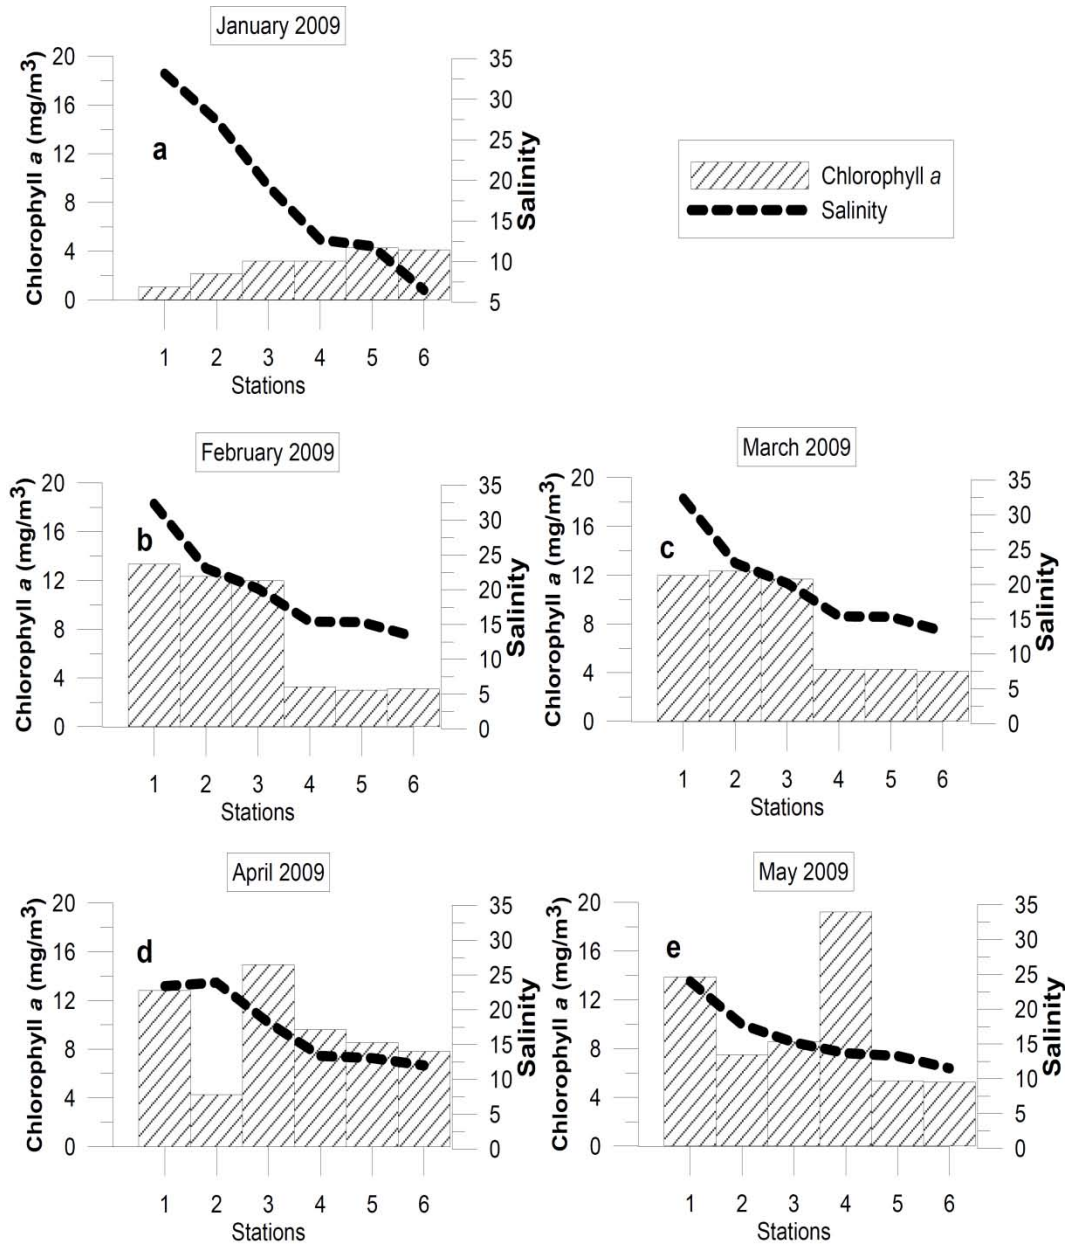 January 2009
Chlorophyll a (mg/m³)
20
16
12
8
4
0
a
35
30
25
20
15
10
5
Salinity
1 2 3 4 5 6
Stations
Chlorophyll a
Salinity
February 2009
Chlorophyll a (mg/m³)
20
16
12
8
4
0
b
35
30
25
20
15
10
5
0
Salinity
1 2 3 4 5 6
Stations
March 2009
Chlorophyll a (mg/m³)
20
16
12
8
4
0
c
35
30
25
20
15
10
5
0
Salinity
1 2 3 4 5 6
Stations
April 2009
Chlorophyll a (mg/m³)
20
16
12
8
4
0
d
35
30
25
20
15
10
5
0
Salinity
1 2 3 4 5 6
Stations
May 2009
Chlorophyll a (mg/m³)
20
16
12
8
4
0
e
35
30
25
20
15
10
5
0
Salinity
1 2 3 4 5 6
Stations